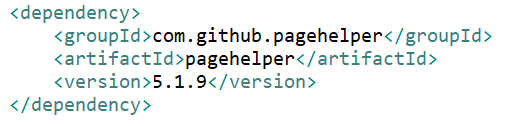 <dependency>
    <groupId>com.github.pagehelper</groupId>
    <artifactId>pagehelper</artifactId>
    <version>5.1.9</version>
</dependency>